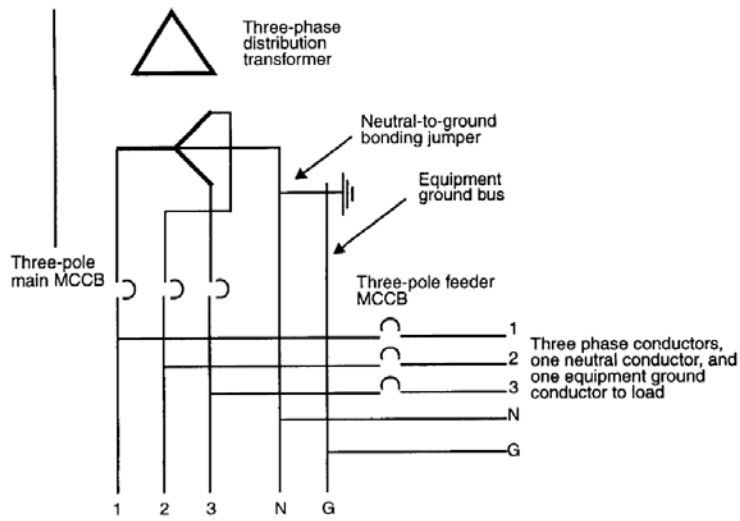 Three-phase
distribution
transformer
Neutral-to-ground
bonding jumper
Equipment
ground bus
Three-pole
main MCCB
Three-pole feeder
MCCB
1
2
3
N
G
Three phase conductors,
one neutral conductor, and
one equipment ground
conductor to load
1 2 3 N G